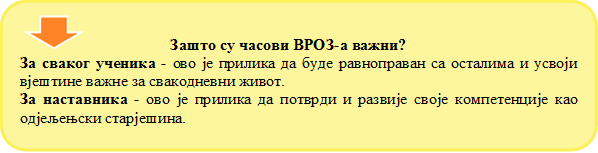 Зашто су часови ВРОЗ-а важни?
За сваког ученика - ово је прилика да буде равноправан са осталима и усвоји
вјештине важне за свакодневни живот.
За наставника - ово је прилика да потврди и развије своје компетенције као
одјељењски старјешина.